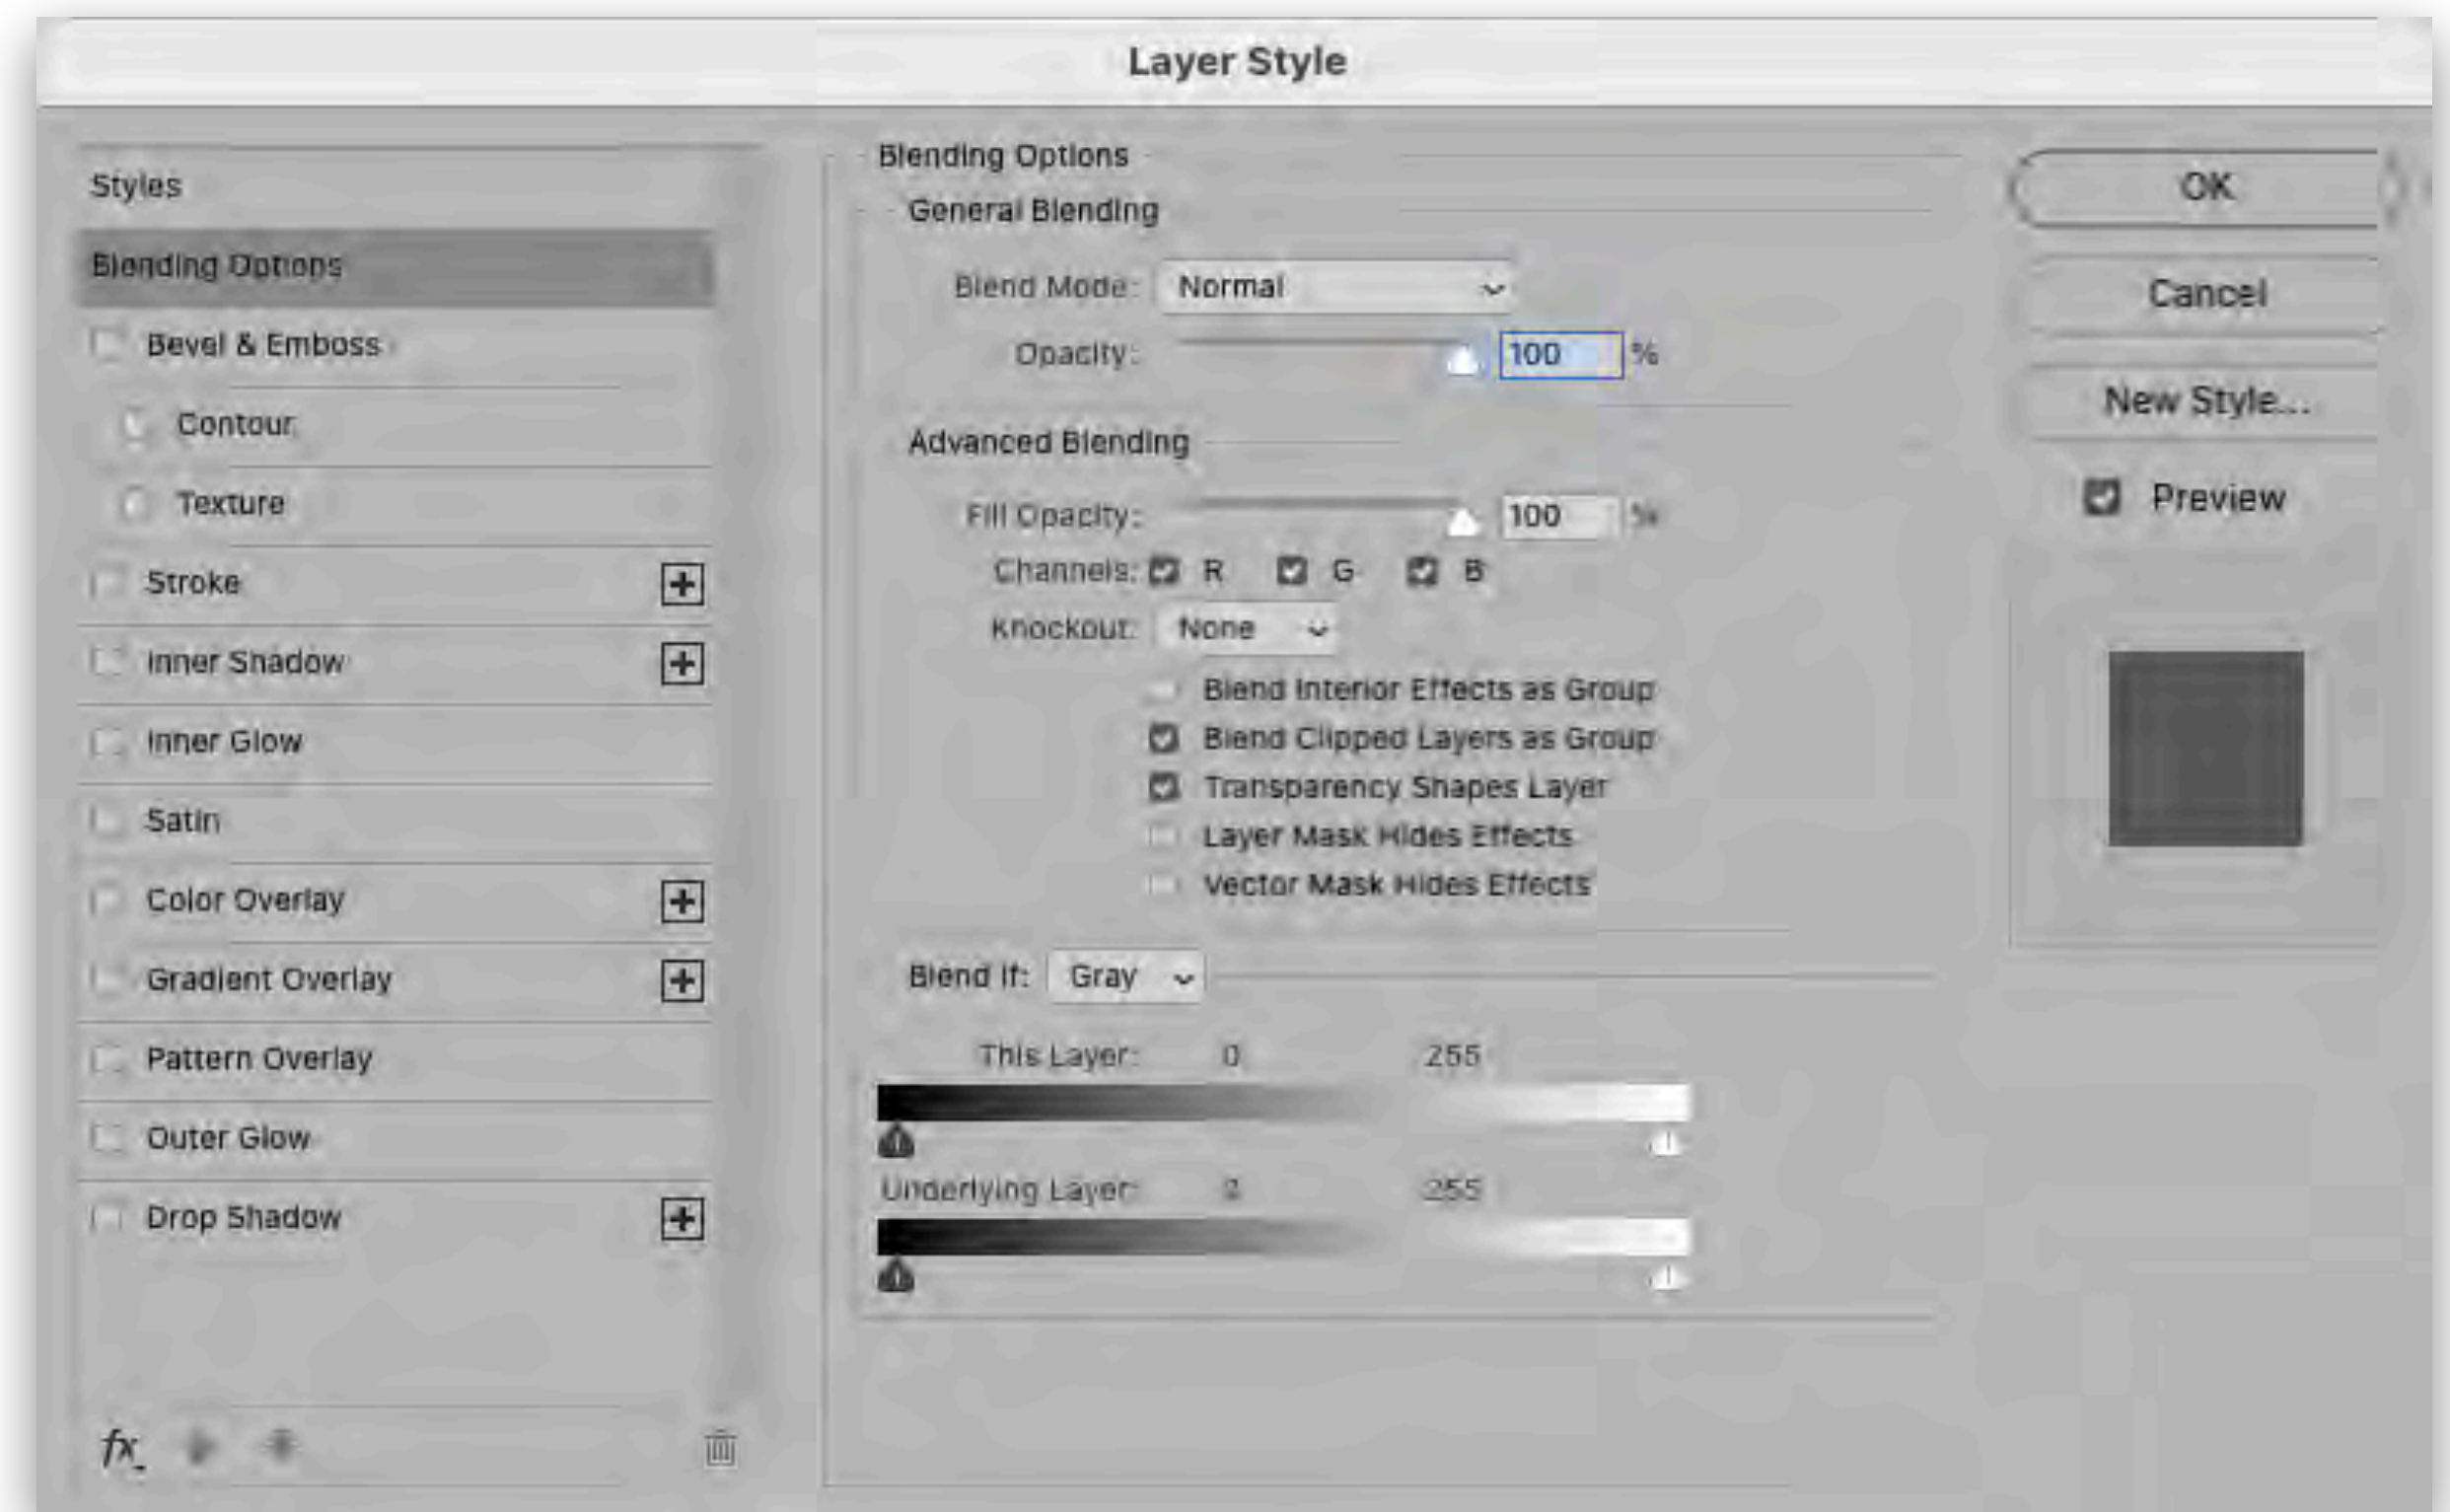 Layer Style
Styles
Blending Options
Bevel & Emboss
Contour
Texture
Stroke
Inner Shadow
Inner Glow
Satin
Color Overlay
Gradient Overlay
Pattern Overlay
Outer Glow
Drop Shadow
fx
Blending Options
General Blending
Blend Mode: Normal
Opacity: 100 %
Advanced Blending
Fill Opacity: 100 %
Channels: R G B
Knockout: None
Blend Interior Effects as Group
Blend Clipped Layers as Group
Transparency Shapes Layer
Layer Mask Hides Effects
Vector Mask Hides Effects
Blend If: Gray
This Layer: 0 255
Underlying Layer: 255
OK
Cancel
New Style...
Preview